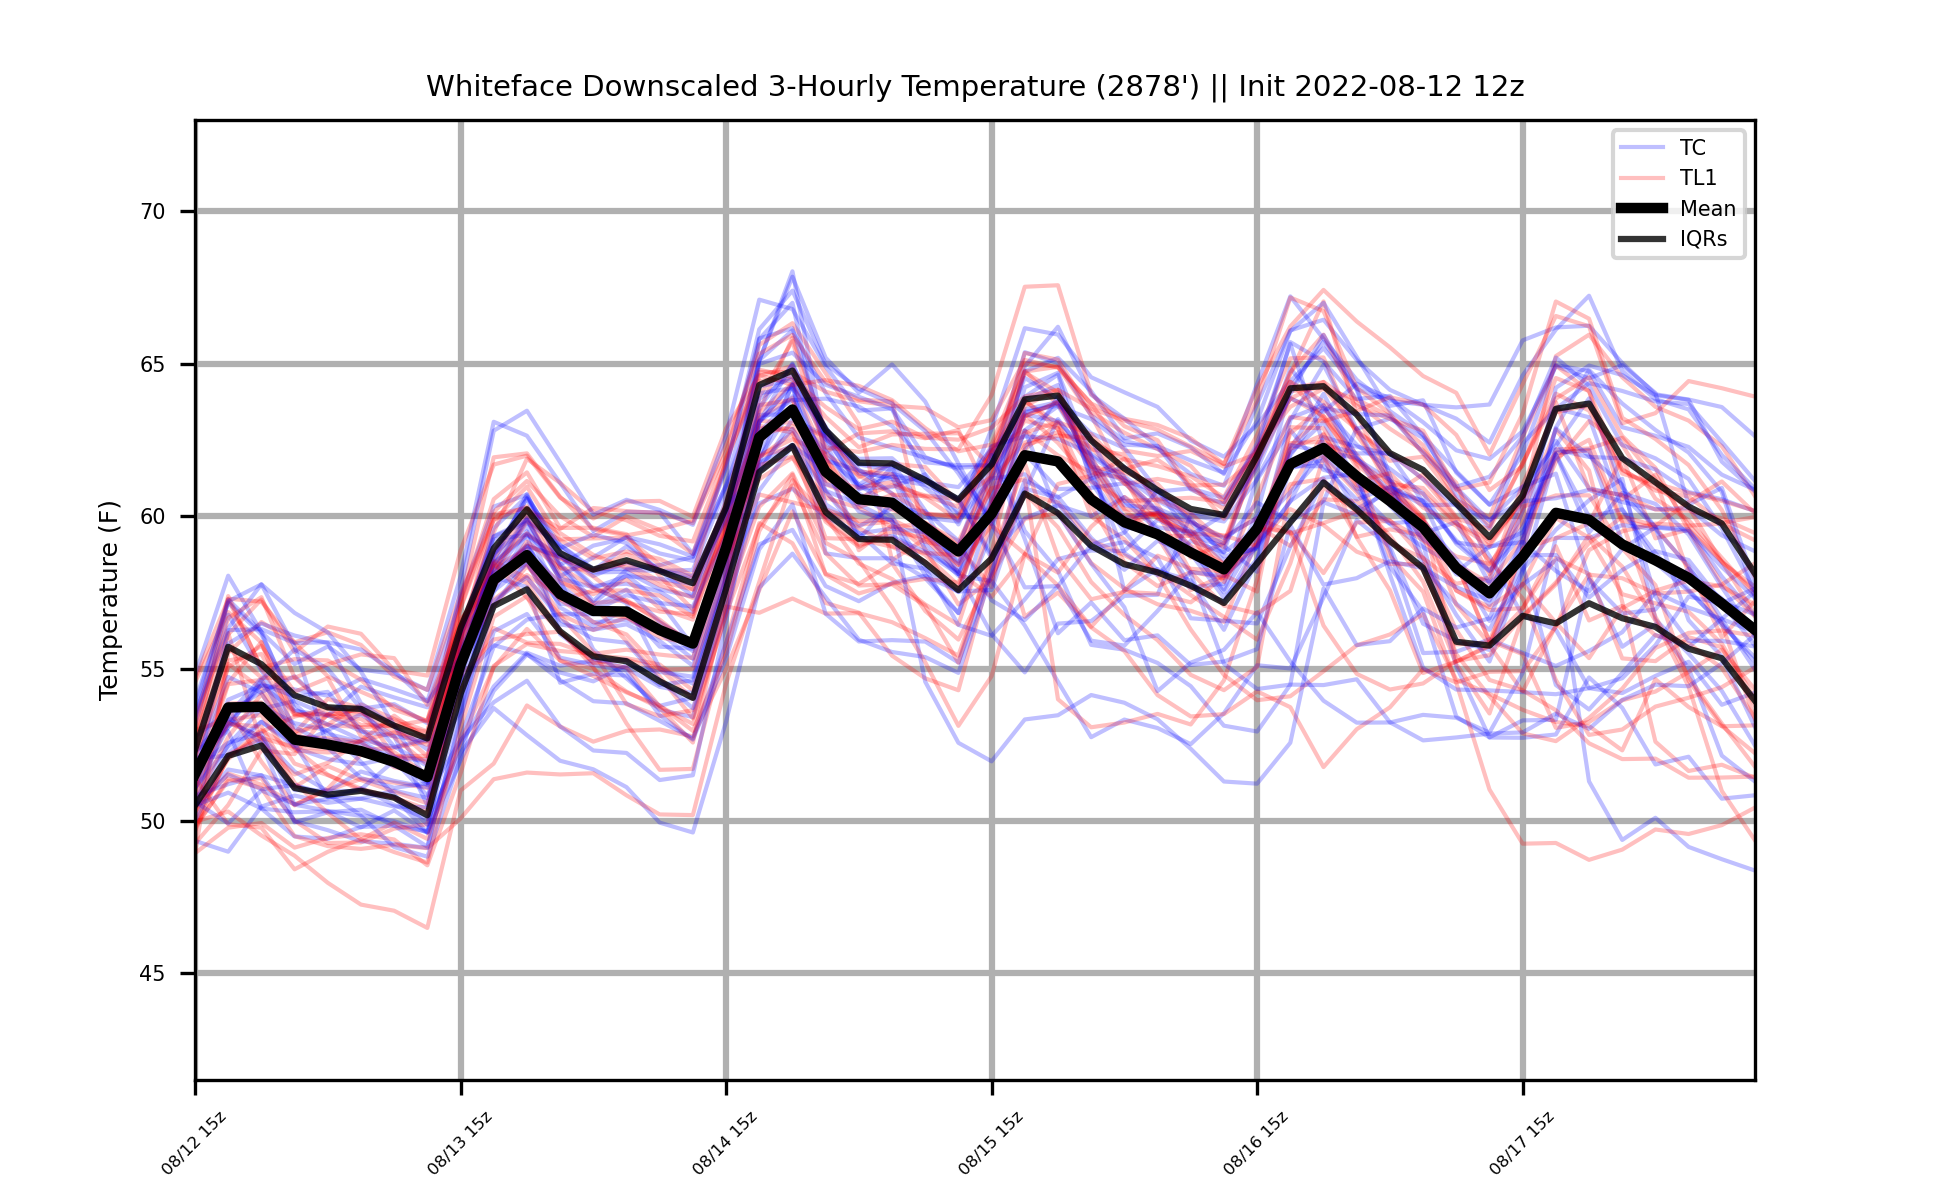 Whiteface Downscaled 3-Hourly Temperature (2878') || Init 2022-08-12 12z
TC
TL1
Mean
IQRs
Temperature (F)
70
65
60
55
50
45
08/12 15z
08/13 15z
08/14 15z
08/15 15z
08/16 15z
08/17 15z